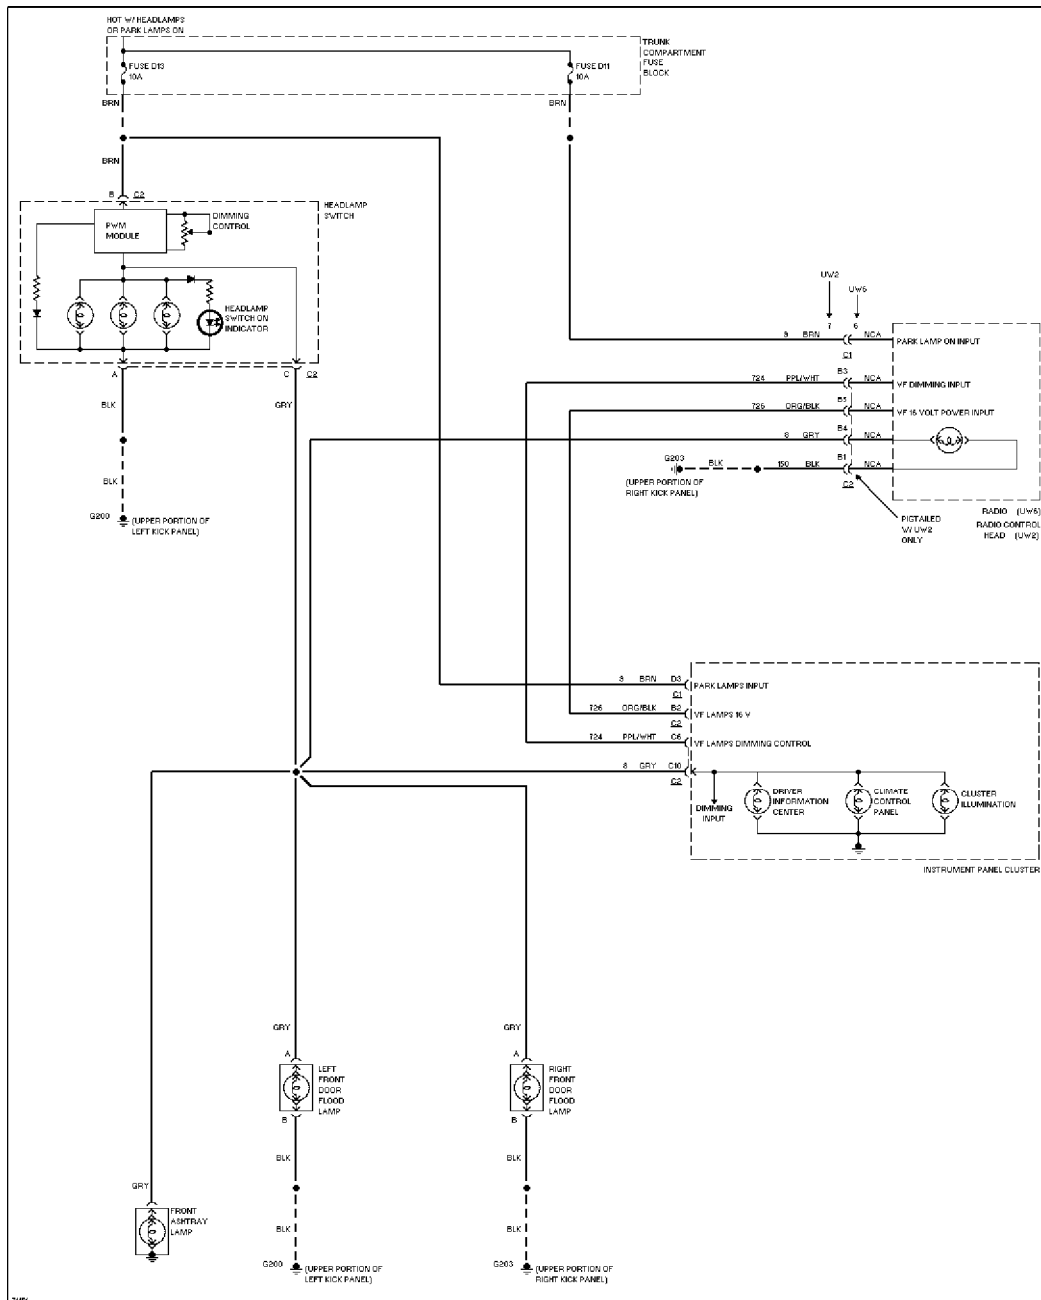 HOT W/ HEADLAMPS
OR PARK LAMPS ON
TRUNK
COMPARTMENT
FUSE
BLOCK
FUSE D13
10A
FUSE D11
10A
BRN
BRN
BRN
B
C2
HEADLAMP
SWITCH
PWM
MODULE
DIMMING
CONTROL
HEADLAMP
SWITCH ON
INDICATOR
A
C
C2
BLK
GRY
BLK
G200
(UPPER PORTION OF
LEFT KICK PANEL)
UW2
UW6
7
6
9 BRN
NCA
PARK LAMP ON INPUT
C1
B3
724 PPL/WHT
NCA
VF DIMMING INPUT
B5
726 ORG/BLK
NCA
VF 16 VOLT POWER INPUT
B4
8 GRY
NCA
B1
G203
BLK
150 BLK
NCA
(UPPER PORTION OF
RIGHT KICK PANEL)
C2
PIGTAILED
W/ UW2
ONLY
RADIO (UW6)
RADIO CONTROL
HEAD (UW2)
9 BRN D3
PARK LAMPS INPUT
C1
726 ORG/BLK B2
VF LAMPS 16 V
C2
724 PPL/WHT C6
VF LAMPS DIMMING CONTROL
8 GRY C10
C2
DIMMING
INPUT
DRIVER
INFORMATION
CENTER
CLIMATE
CONTROL
PANEL
CLUSTER
ILLUMINATION
INSTRUMENT PANEL CLUSTER
GRY
GRY
A
A
LEFT
FRONT
DOOR
FLOOD
LAMP
RIGHT
FRONT
DOOR
FLOOD
LAMP
B
B
BLK
BLK
GRY
FRONT
ASHTRAY
LAMP
BLK
BLK
G200
(UPPER PORTION OF
LEFT KICK PANEL)
G203
(UPPER PORTION OF
RIGHT KICK PANEL)